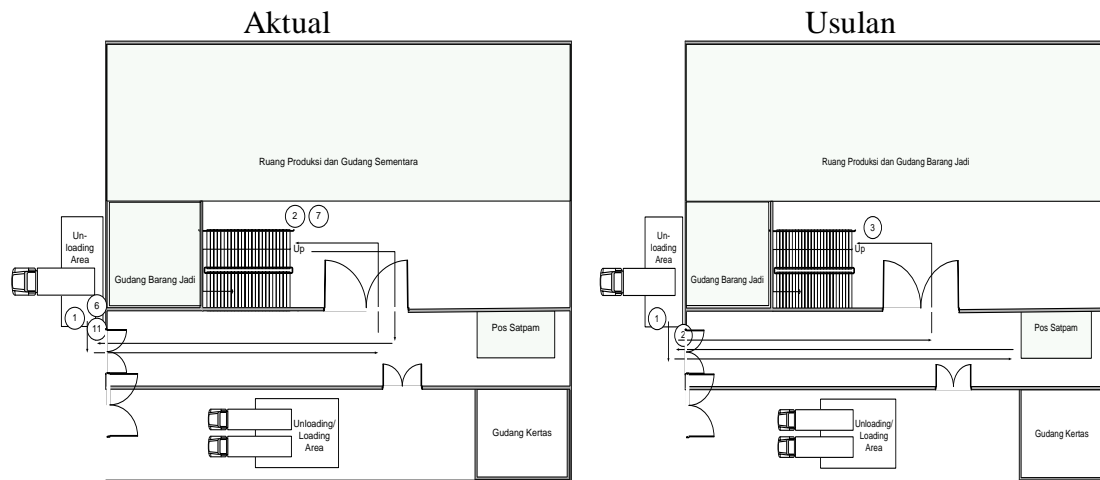 Aktual
Usulan
Ruang Produksi dan Gudang Sementara
2
7
Un-
loading
Area
Up
Gudang Barang Jadi
6
1
11
Pos Satpam
Unloading/
Loading
Area
Gudang Kertas
Ruang Produksi dan Gudang Barang Jadi
3
Un-
loading
Area
Up
Gudang Barang Jadi
1
2
Pos Satpam
Unloading/
Loading
Area
Gudang Kertas